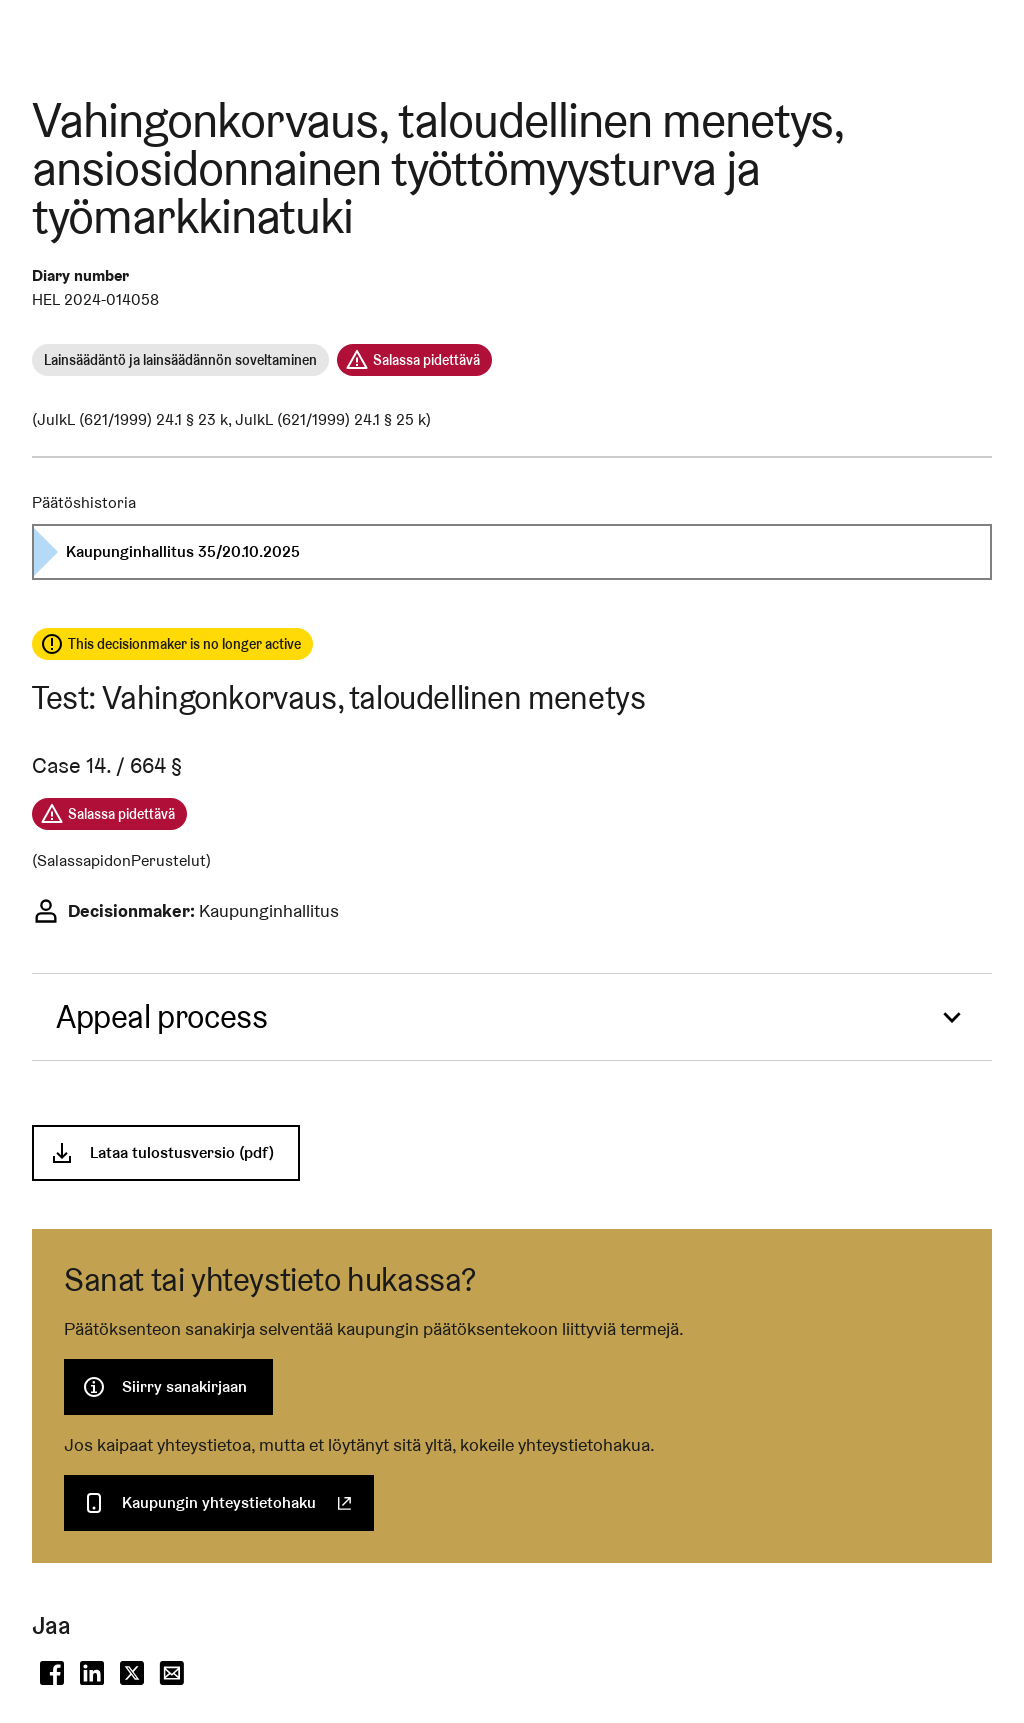 Vahingonkorvaus, taloudellinen menetys,
ansiosidonnainen työttömyysturva ja
työmarkkinatuki
Diary number
HEL 2024-014058
Lainsäädäntö ja lainsäädännön soveltaminen
Salassa pidettävä
(JulkL (621/1999) 24.1 § 23 k, JulkL (621/1999) 24.1 § 25 k)
Päätöshistoria
Kaupunginhallitus 35/20.10.2025
This decisionmaker is no longer active
Test: Vahingonkorvaus, taloudellinen menetys
Case 14. / 664 §
Salassa pidettävä
(SalassapidonPerustelut)
Decisionmaker: Kaupunginhallitus
Appeal process
Lataa tulostusversio (pdf)
Sanat tai yhteystieto hukassa?
Päätöksenteon sanakirja selventää kaupungin päätöksentekoon liittyviä termejä.
Siirry sanakirjaan
Jos kaipaat yhteystietoa, mutta et löytänyt sitä yltä, kokeile yhteystietohakua.
Kaupungin yhteystietohaku
Jaa